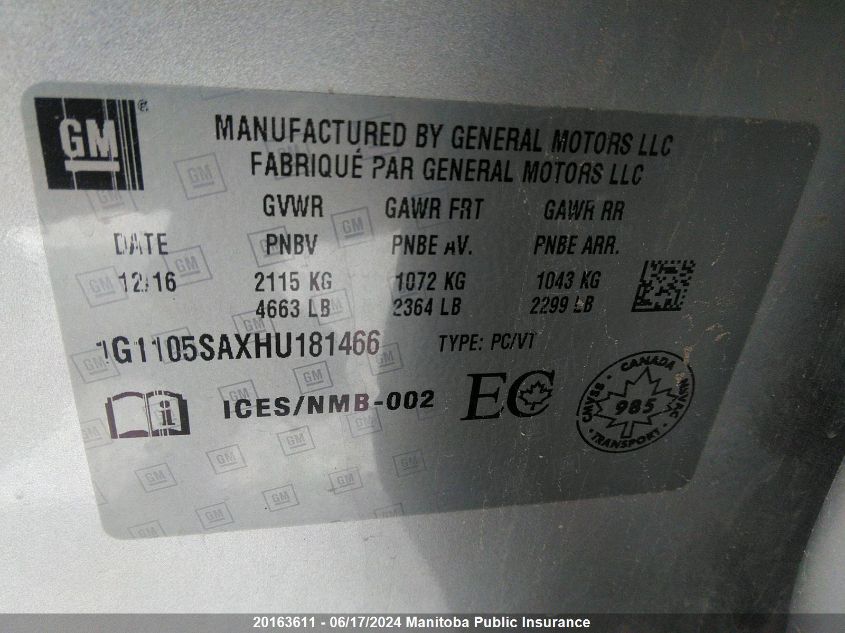 GM ®
MANUFACTURED BY GENERAL MOTORS LLC
FABRIQUÉ PAR GENERAL MOTORS LLC
GVWR GAWR FRT GAWR RR
DATE PNBV PNBE AV. PNBE ARR.
12/16 2115 KG 1072 KG 1043 KG
4663 LB 2364 LB 2299 LB
1G1105SAXHU181466 TYPE: PC/VT
i ICES/NMB-002 EC
CANADA
985
TRANSPORT
20163611 - 06/17/2024 Manitoba Public Insurance